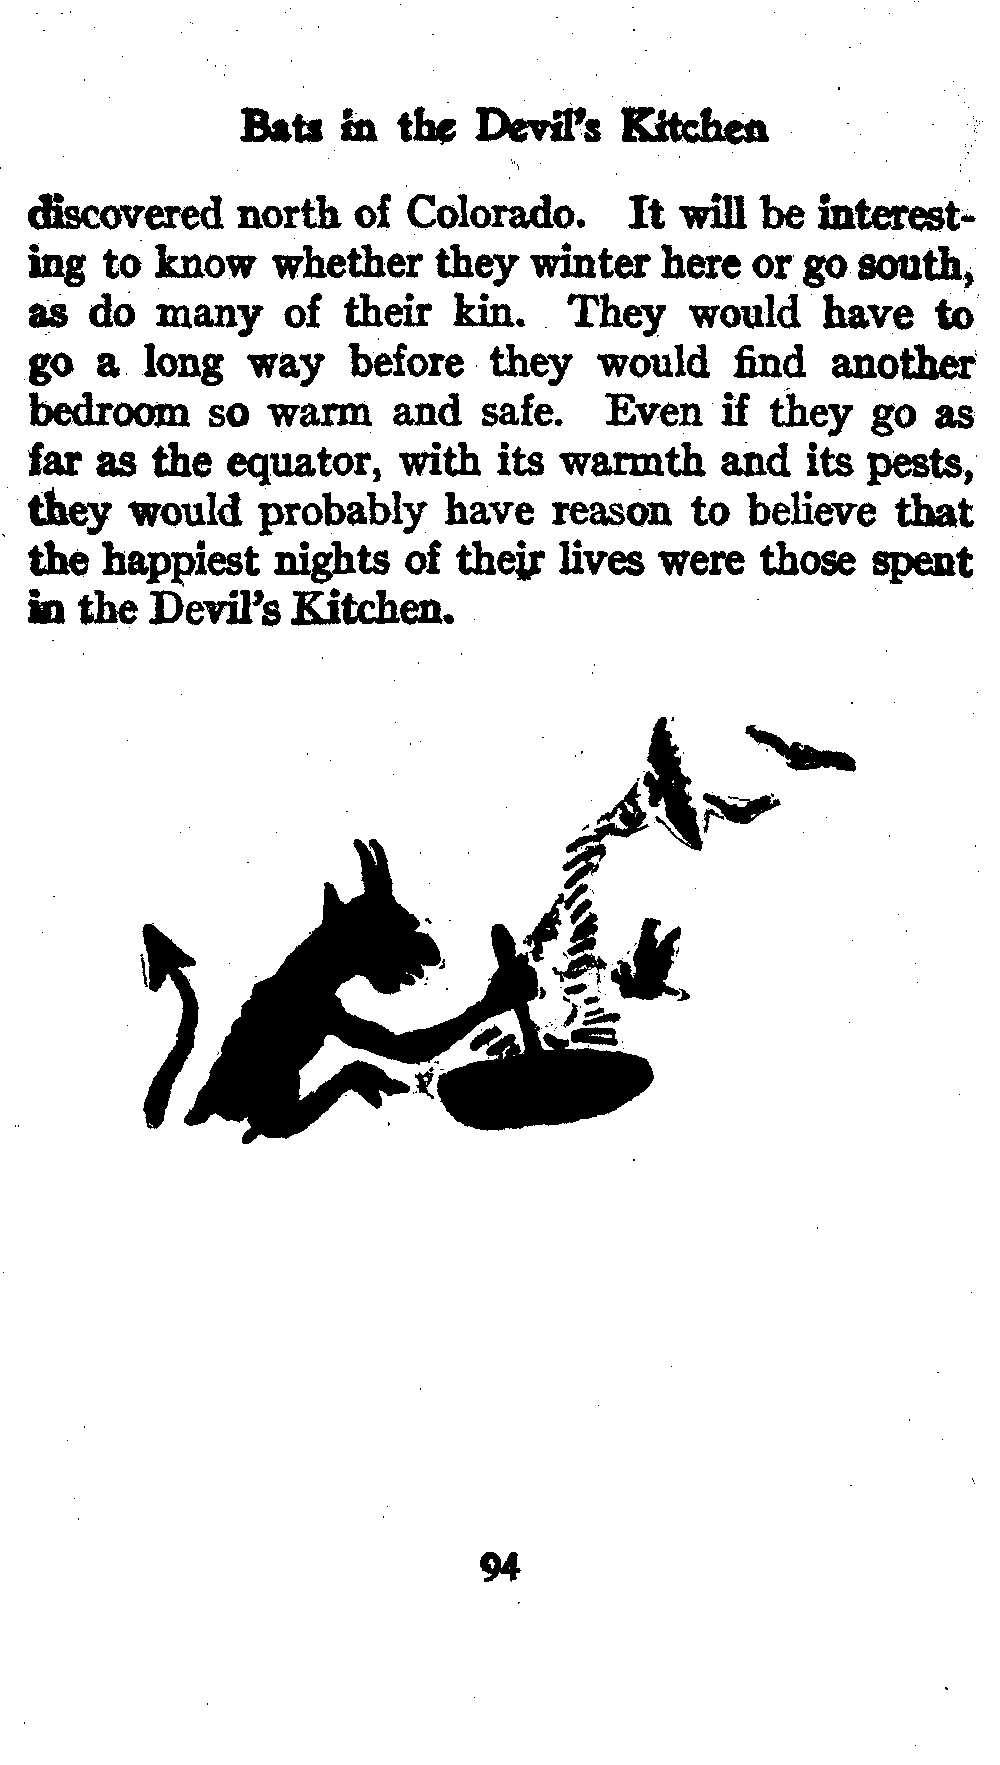 Bats in the Devil's Kitchen
discovered north of Colorado. It will be interest-
ing to know whether they winter here or go south,
as do many of their kin. They would have to
go a long way before they would find another
bedroom so warm and safe. Even if they go as
far as the equator, with its warmth and its pests,
they would probably have reason to believe that
the happiest nights of their lives were those spent
in the Devil's Kitchen.
94